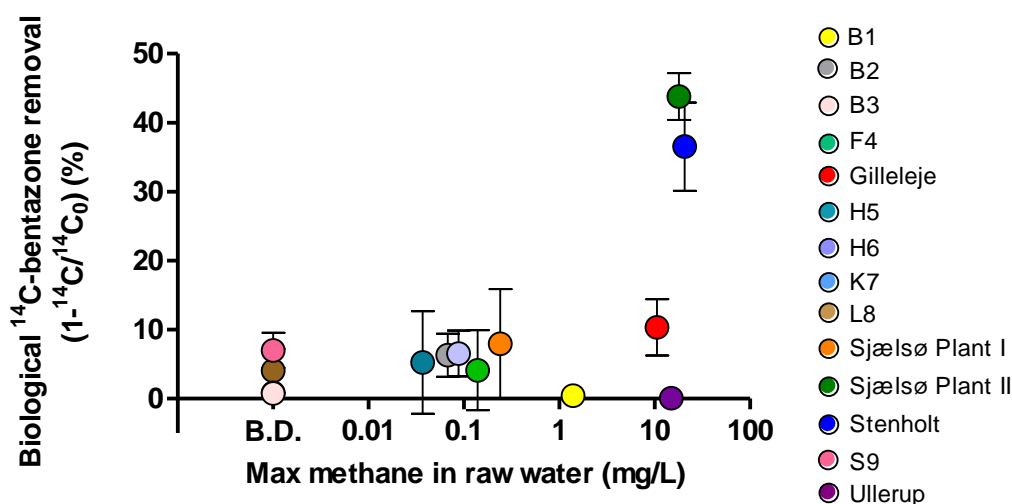 Biological ¹⁴C-bentazone removal
(1-¹⁴C/¹⁴C₀) (%)
50
40
30
20
10
0
B.D. 0.01 0.1 1 10 100
Max methane in raw water (mg/L)
B1
B2
B3
F4
Gilleleje
H5
H6
K7
L8
Sjælsø Plant I
Sjælsø Plant II
Stenholt
S9
Ullerup